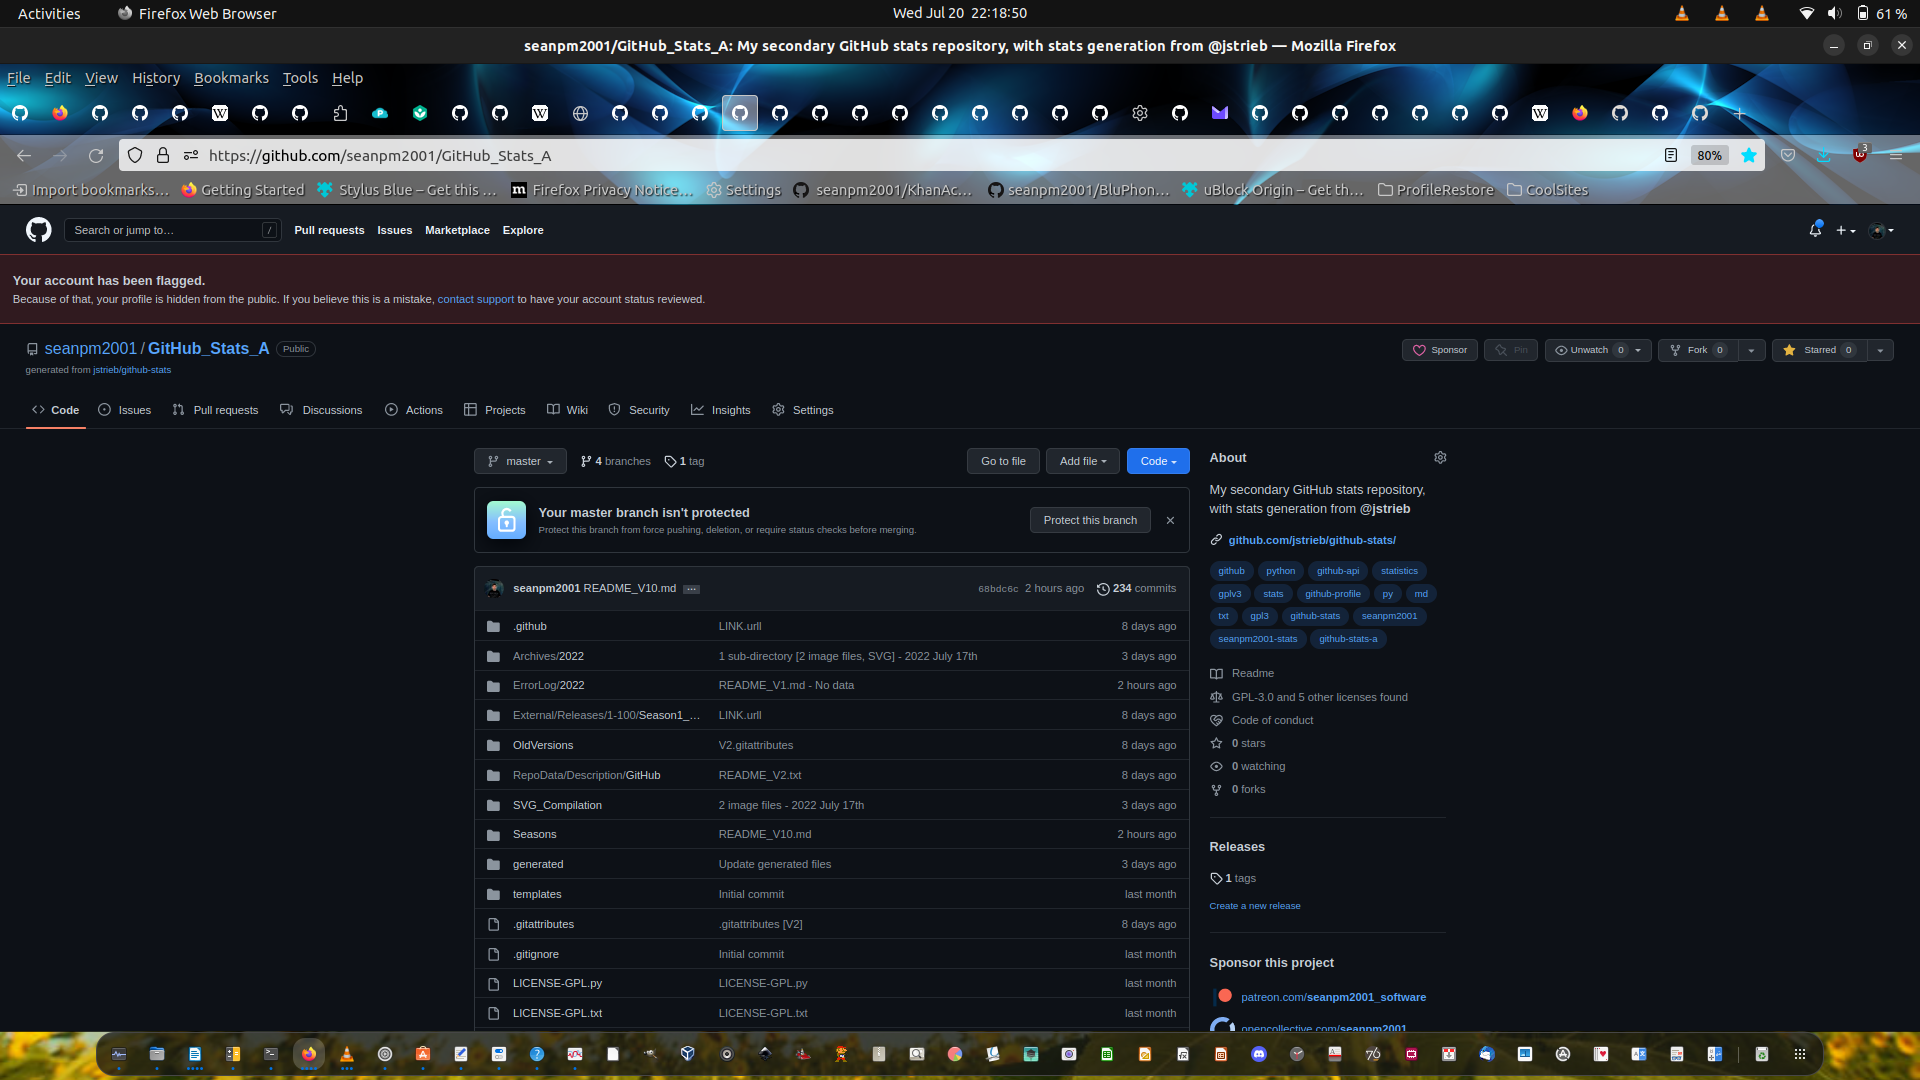 Activities
Firefox Web Browser
Wed Jul 20 22:18:50
61 %
seanpm2001/GitHub_Stats_A: My secondary GitHub stats repository, with stats generation from @jstrieb — Mozilla Firefox
File Edit View History Bookmarks Tools Help
https://github.com/seanpm2001/GitHub_Stats_A
80%
3
Import bookmarks…
Getting Started
Stylus Blue – Get this …
Firefox Privacy Notice…
Settings
seanpm2001/KhanAc…
seanpm2001/BluPhon…
uBlock Origin – Get th…
ProfileRestore
CoolSites
Search or jump to…
/
Pull requests
Issues
Marketplace
Explore
Your account has been flagged.
Because of that, your profile is hidden from the public. If you believe this is a mistake, contact support to have your account status reviewed.
seanpm2001 / GitHub_Stats_A Public
generated from jstrieb/github-stats
Sponsor
Pin
Unwatch 0
Fork 0
Starred 0
Code
Issues
Pull requests
Discussions
Actions
Projects
Wiki
Security
Insights
Settings
master
4 branches
1 tag
Go to file
Add file
Code
Your master branch isn't protected
Protect this branch from force pushing, deletion, or require status checks before merging.
Protect this branch
seanpm2001 README_V10.md
68bdc6c 2 hours ago
234 commits
.github LINK.urll 8 days ago
Archives/2022 1 sub-directory [2 image files, SVG] - 2022 July 17th 3 days ago
ErrorLog/2022 README_V1.md - No data 2 hours ago
External/Releases/1-100/Season1_… LINK.urll 8 days ago
OldVersions V2.gitattributes 8 days ago
RepoData/Description/GitHub README_V2.txt 8 days ago
SVG_Compilation 2 image files - 2022 July 17th 3 days ago
Seasons README_V10.md 2 hours ago
generated Update generated files 3 days ago
templates Initial commit last month
.gitattributes .gitattributes [V2] 8 days ago
.gitignore Initial commit last month
LICENSE-GPL.py LICENSE-GPL.py last month
LICENSE-GPL.txt LICENSE-GPL.txt last month
About
My secondary GitHub stats repository,
with stats generation from @jstrieb
github.com/jstrieb/github-stats/
github python github-api statistics
gplv3 stats github-profile py md
txt gpl3 github-stats seanpm2001
seanpm2001-stats github-stats-a
Readme
GPL-3.0 and 5 other licenses found
Code of conduct
0 stars
0 watching
0 forks
Releases
1 tags
Create a new release
Sponsor this project
patreon.com/seanpm2001_software
opencollective.com/seanpm2001